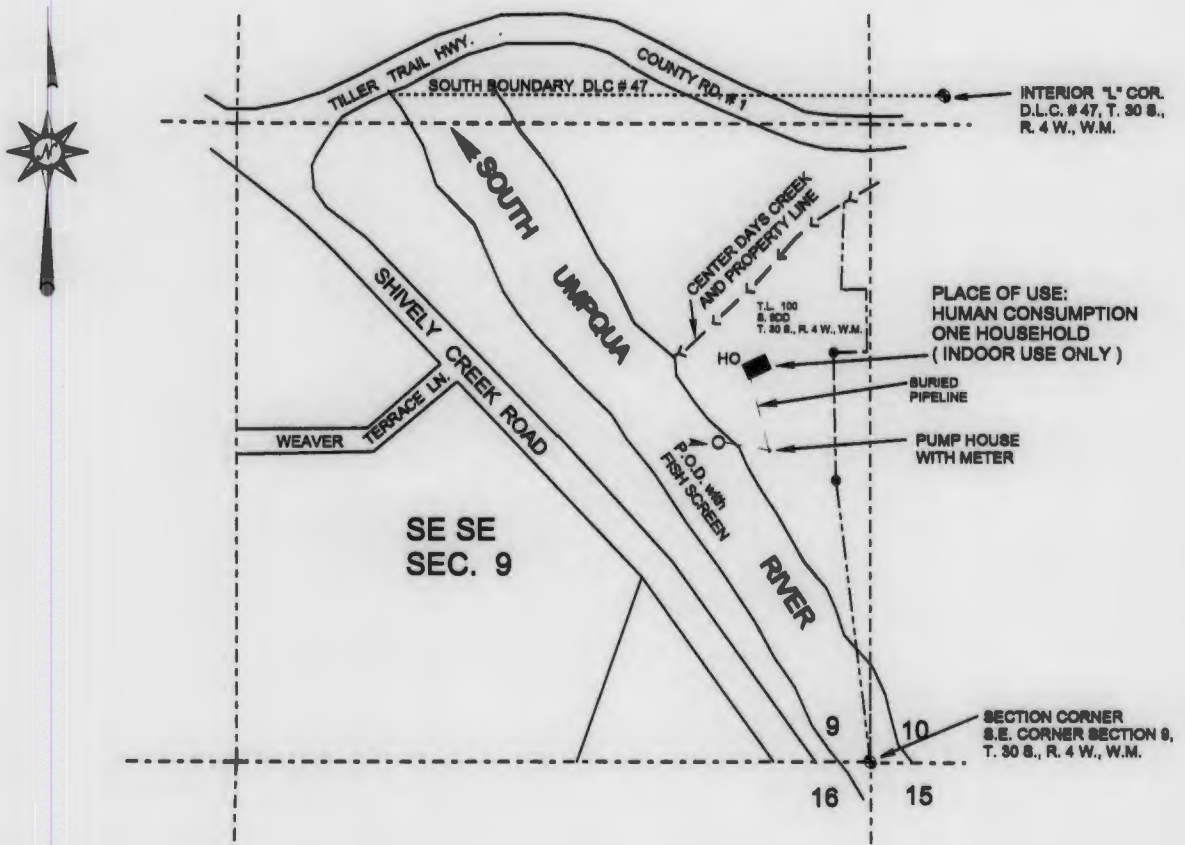 TILLER TRAIL HWY.
COUNTY RD. # 1
SOUTH BOUNDARY DLC # 47
INTERIOR "L" COR.
D.L.C. # 47, T. 30 S.,
R. 4 W., W.M.
N
SOUTH UMPQUA RIVER
CENTER DAYS CREEK
AND PROPERTY LINE
T.L. 100
S. 9DD
T. 30 S., R. 4 W., W.M.
PLACE OF USE:
HUMAN CONSUMPTION
ONE HOUSEHOLD
( INDOOR USE ONLY )
HO
BURIED
PIPELINE
SHIVELY CREEK ROAD
WEAVER TERRACE LN.
PUMP HOUSE
WITH METER
P.O.D. with
FISH SCREEN
SE SE
SEC. 9
9
10
SECTION CORNER
S.E. CORNER SECTION 9,
T. 30 S., R. 4 W., W.M.
16
15